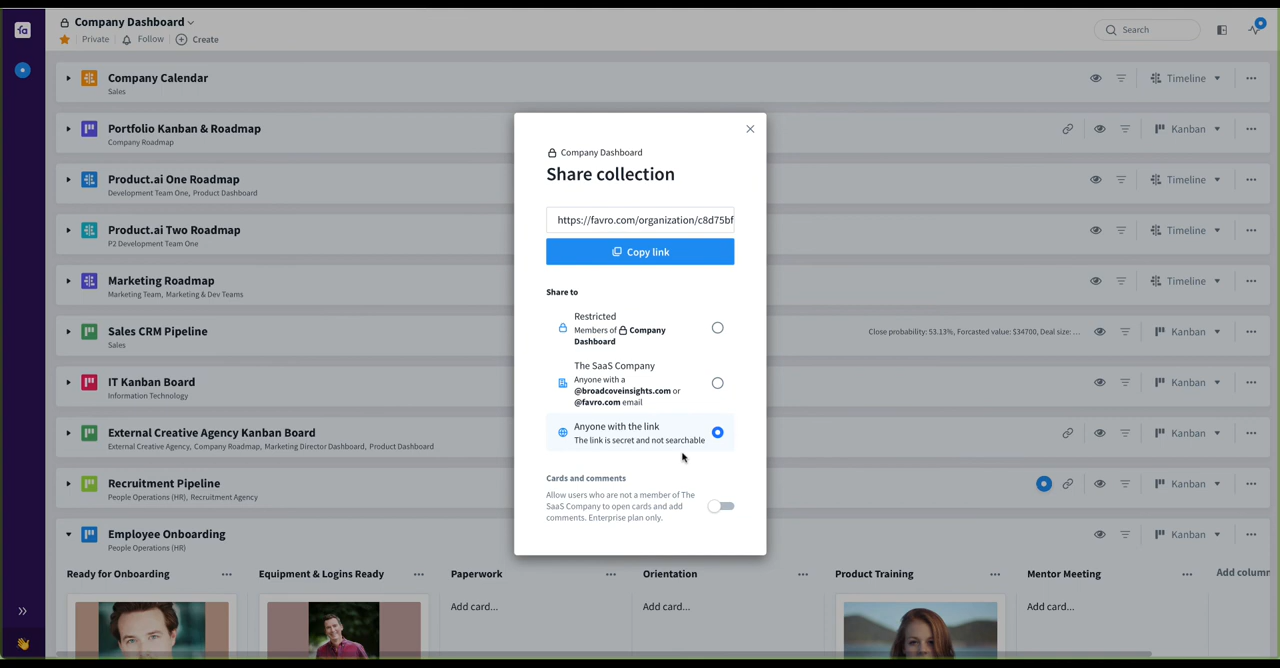 Company Dashboard
Private
Follow
Create
Search
Company Calendar
Sales
Timeline
Portfolio Kanban & Roadmap
Company Roadmap
Kanban
Product.ai One Roadmap
Development Team One, Product Dashboard
Timeline
Product.ai Two Roadmap
P2 Development Team One
Timeline
Marketing Roadmap
Marketing Team, Marketing & Dev Teams
Timeline
Sales CRM Pipeline
Sales
Close probability: 53.13%, Forcasted value: $34700, Deal size: ...
Kanban
IT Kanban Board
Information Technology
Kanban
External Creative Agency Kanban Board
External Creative Agency, Company Roadmap, Marketing Director Dashboard, Product Dashboard
Kanban
Recruitment Pipeline
People Operations (HR), Recruitment Agency
Kanban
Employee Onboarding
People Operations (HR)
Kanban
Ready for Onboarding
Equipment & Logins Ready
Paperwork
Orientation
Product Training
Mentor Meeting
Add column
Add card...
Add card...
Add card...
Company Dashboard
Share collection
https://favro.com/organization/c8d75bf
Copy link
Share to
Restricted
Members of Company
Dashboard
The SaaS Company
Anyone with a
@broadcoveinsights.com or
@favro.com email
Anyone with the link
The link is secret and not searchable
Cards and comments
Allow users who are not a member of The
SaaS Company to open cards and add
comments. Enterprise plan only.